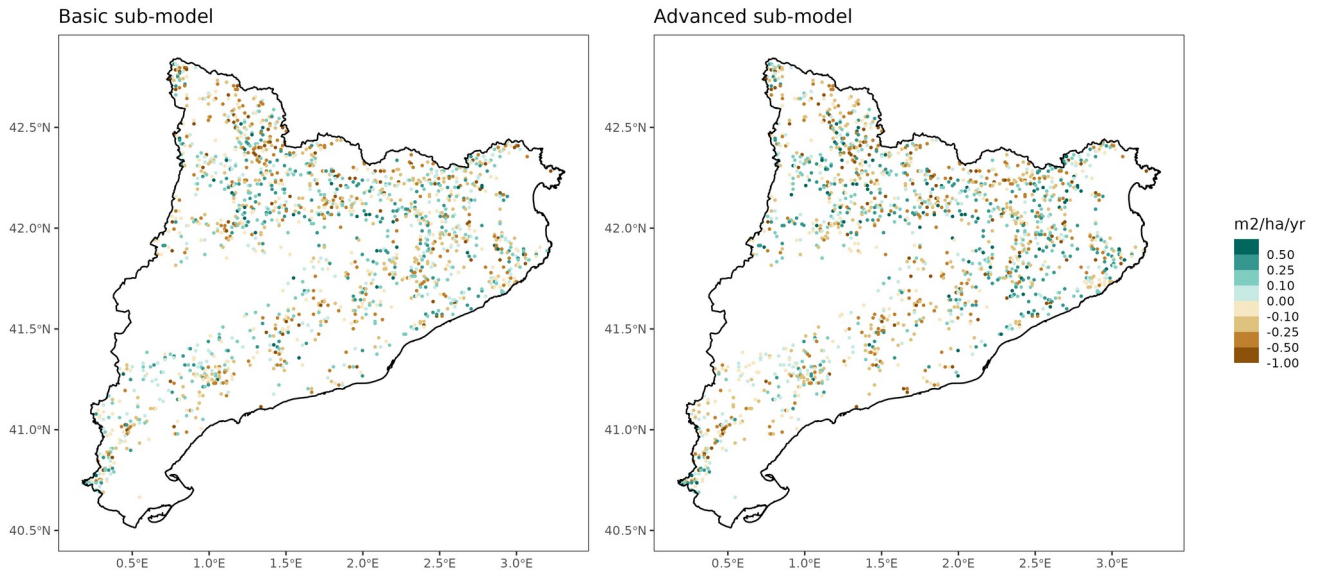 Basic sub-model
Advanced sub-model
42.5°N
42.0°N
41.5°N
41.0°N
40.5°N
0.5°E 1.0°E 1.5°E 2.0°E 2.5°E 3.0°E
42.5°N
42.0°N
41.5°N
41.0°N
40.5°N
0.5°E 1.0°E 1.5°E 2.0°E 2.5°E 3.0°E
m2/ha/yr
0.50
0.25
0.10
0.00
-0.10
-0.25
-0.50
-1.00